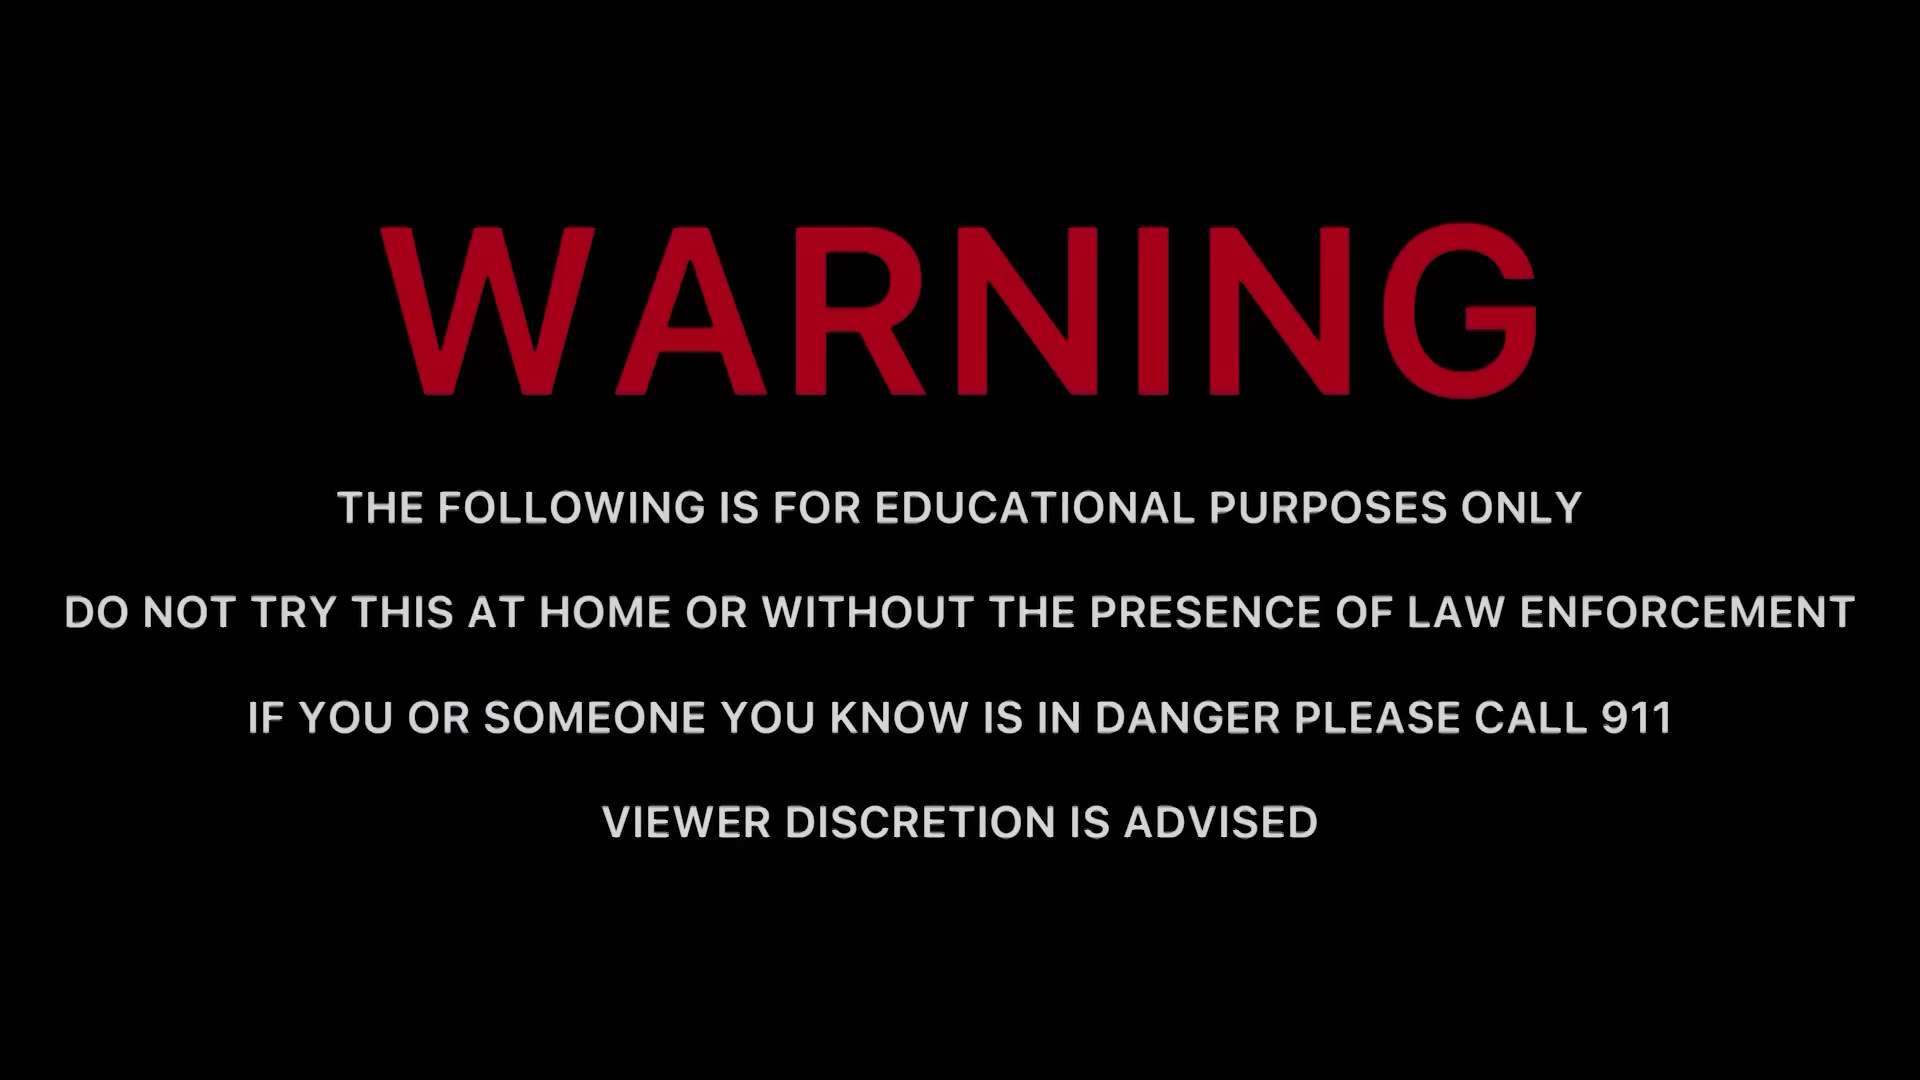 WARNING
THE FOLLOWING IS FOR EDUCATIONAL PURPOSES ONLY
DO NOT TRY THIS AT HOME OR WITHOUT THE PRESENCE OF LAW ENFORCEMENT
IF YOU OR SOMEONE YOU KNOW IS IN DANGER PLEASE CALL 911
VIEWER DISCRETION IS ADVISED